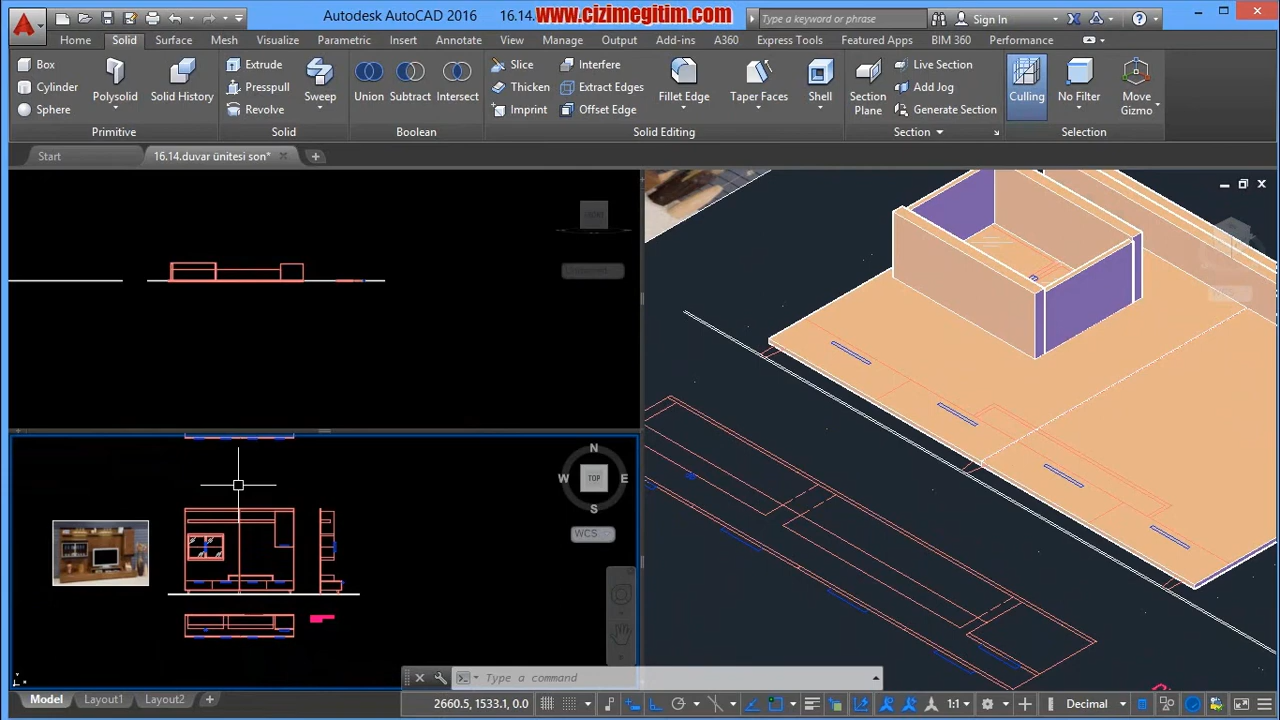 Autodesk AutoCAD 2016 16.14. www.cizimegitim.com Type a keyword or phrase Sign In
Home Solid Surface Mesh Visualize Parametric Insert Annotate View Manage Output Add-ins A360 Express Tools Featured Apps BIM 360 Performance
Box Extrude Slice Interfere Live Section
Cylinder Presspull Thicken Extract Edges Add Jog
Sphere Revolve Imprint Offset Edge Generate Section
Polysolid Solid History Sweep Union Subtract Intersect Fillet Edge Taper Faces Shell Section Plane Culling No Filter Move Gizmo
Primitive Solid Boolean Solid Editing Section Selection
Start 16.14.duvar ünitesi son*
N
W TOP E
S
WCS
Type a command
Model Layout1 Layout2 2660.5, 1533.1, 0.0 1:1 Decimal